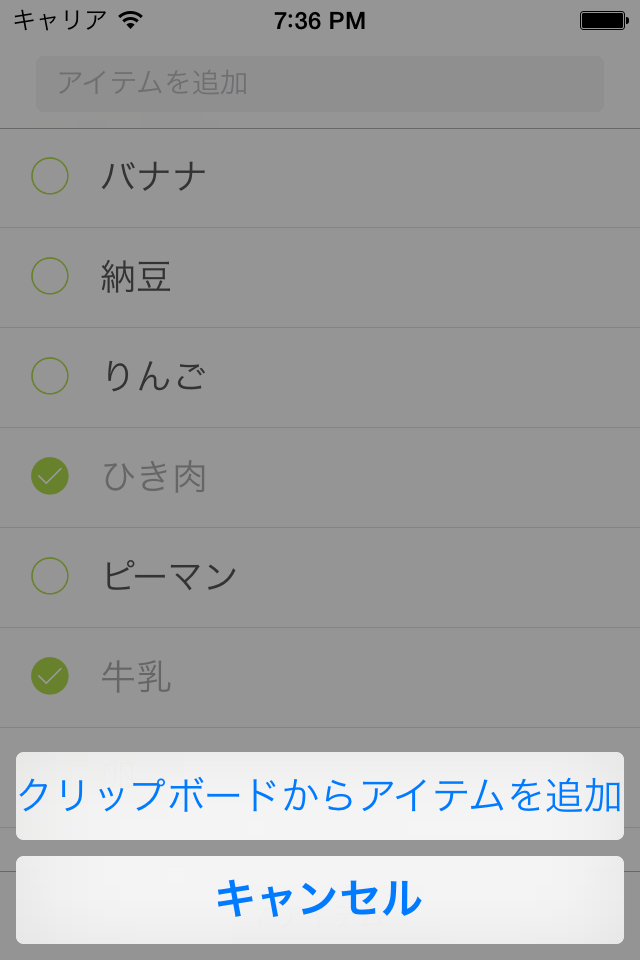 キャリア 7:36 PM
アイテムを追加
バナナ
納豆
りんご
ひき肉
ピーマン
牛乳
クリップボードからアイテムを追加
キャンセル